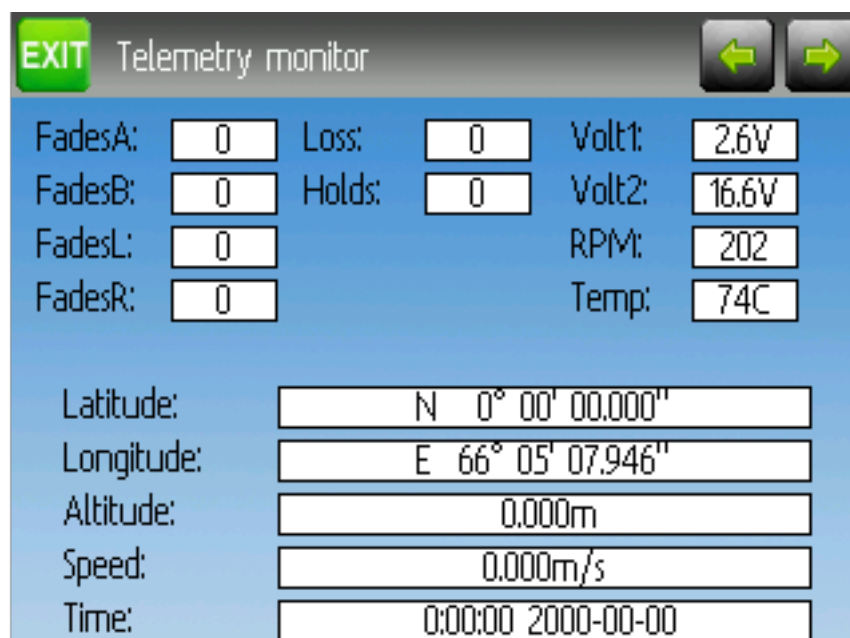 EXIT Telemetry monitor
FadesA: 0 Loss: 0 Volt1: 2.6V
FadesB: 0 Holds: 0 Volt2: 16.6V
FadesL: 0 RPM: 202
FadesR: 0 Temp: 74C
Latitude: N 0° 00' 00.000"
Longitude: E 66° 05' 07.946"
Altitude: 0.000m
Speed: 0.000m/s
Time: 0:00:00 2000-00-00